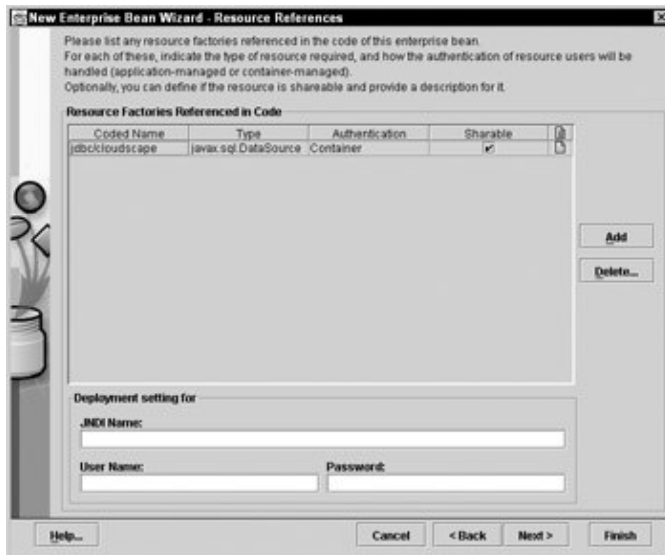 New Enterprise Bean Wizard - Resource References
Please list any resource factories referenced in the code of this enterprise bean.
For each of these, indicate the type of resource required, and how the authentication of resource users will be
handled (application-managed or container-managed).
Optionally, you can define if the resource is shareable and provide a description for it.
Resource Factories Referenced in Code
Coded Name Type Authentication Sharable
jdbc/cloudscape javax.sql.DataSource Container
Add
Delete...
Deployment setting for
JNDI Name:
User Name: Password:
Help... Cancel < Back Next > Finish